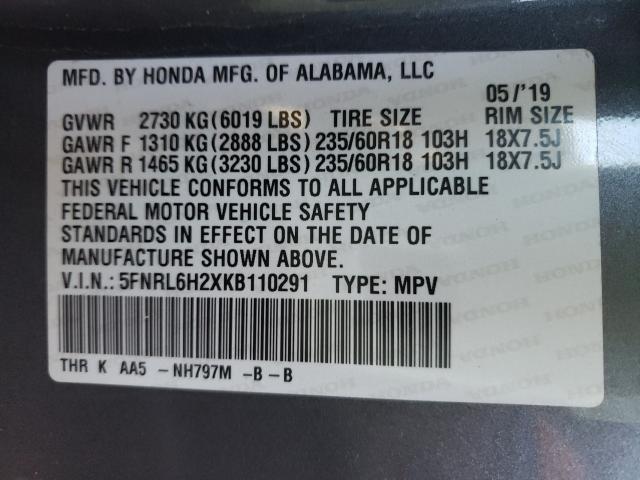 MFD. BY HONDA MFG. OF ALABAMA, LLC
05/'19
GVWR 2730 KG(6019 LBS) TIRE SIZE RIM SIZE
GAWR F 1310 KG(2888 LBS) 235/60R18 103H 18X7.5J
GAWR R 1465 KG(3230 LBS) 235/60R18 103H 18X7.5J
THIS VEHICLE CONFORMS TO ALL APPLICABLE
FEDERAL MOTOR VEHICLE SAFETY
STANDARDS IN EFFECT ON THE DATE OF
MANUFACTURE SHOWN ABOVE.
V.I.N.: 5FNRL6H2XKB110291 TYPE: MPV
THR K AA5 -NH797M -B-B